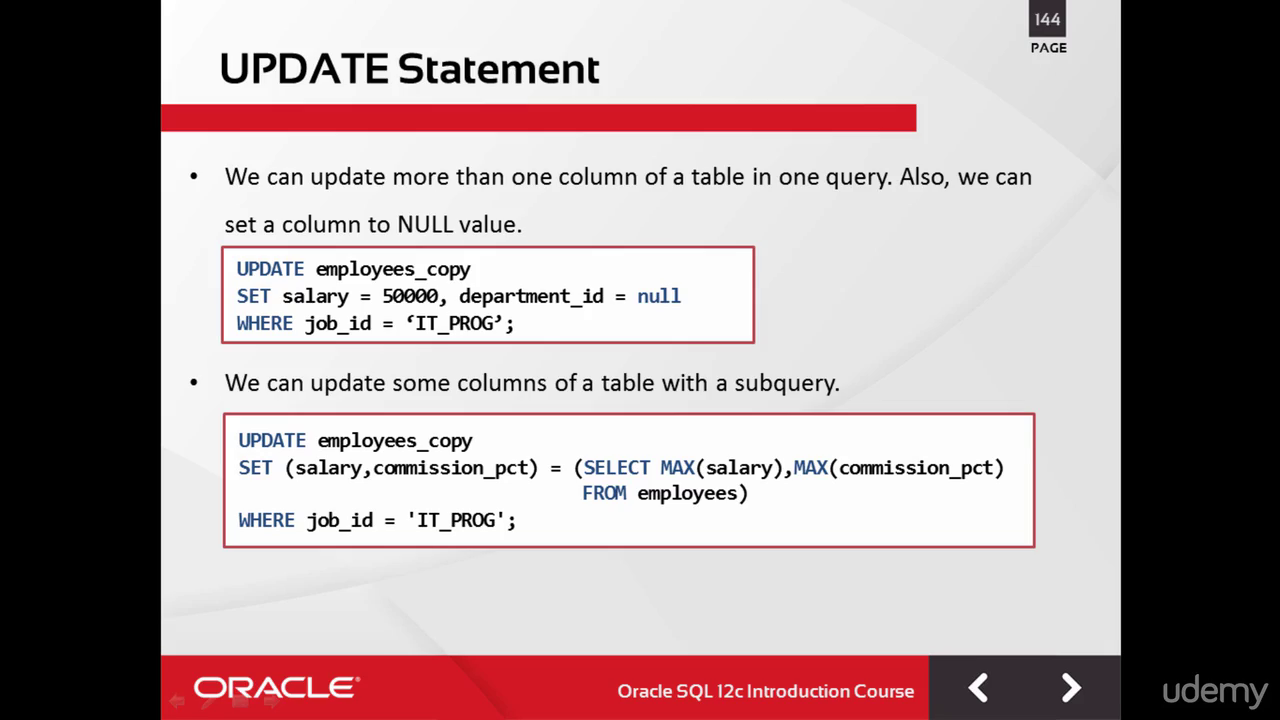 144
PAGE
UPDATE Statement
• We can update more than one column of a table in one query. Also, we can
set a column to NULL value.
UPDATE employees_copy
SET salary = 50000, department_id = null
WHERE job_id = ‘IT_PROG’;
• We can update some columns of a table with a subquery.
UPDATE employees_copy
SET (salary,commission_pct) = (SELECT MAX(salary),MAX(commission_pct)
FROM employees)
WHERE job_id = 'IT_PROG';
ORACLE®
Oracle SQL 12c Introduction Course
udemy